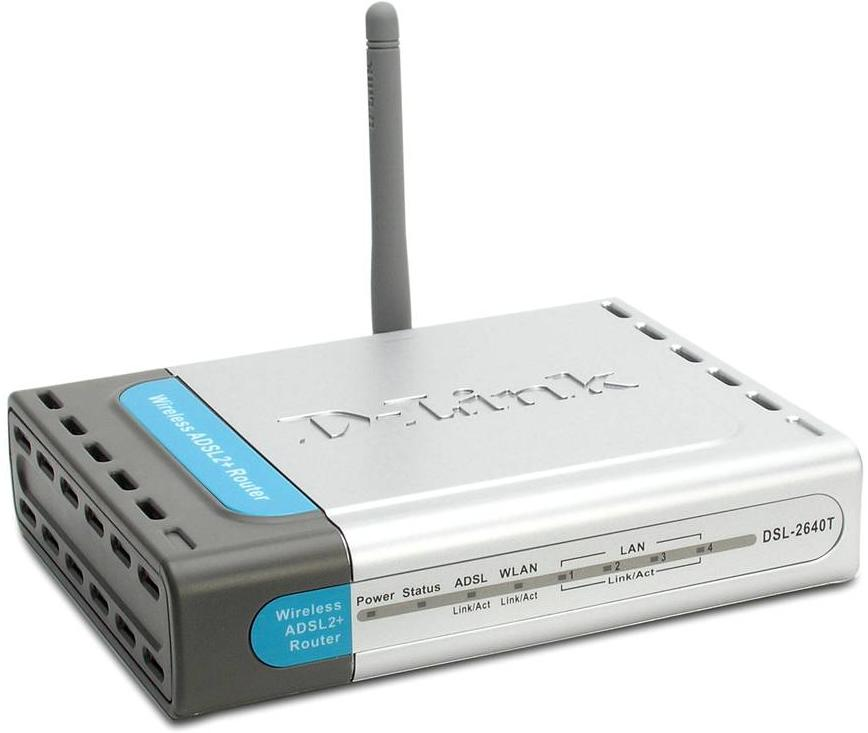 D-Link
Wireless ADSL2+ Router
D-Link
DSL-2640T
LAN
Power Status ADSL WLAN 1 2 3 4
Link/Act Link/Act Link/Act
Wireless
ADSL2+
Router